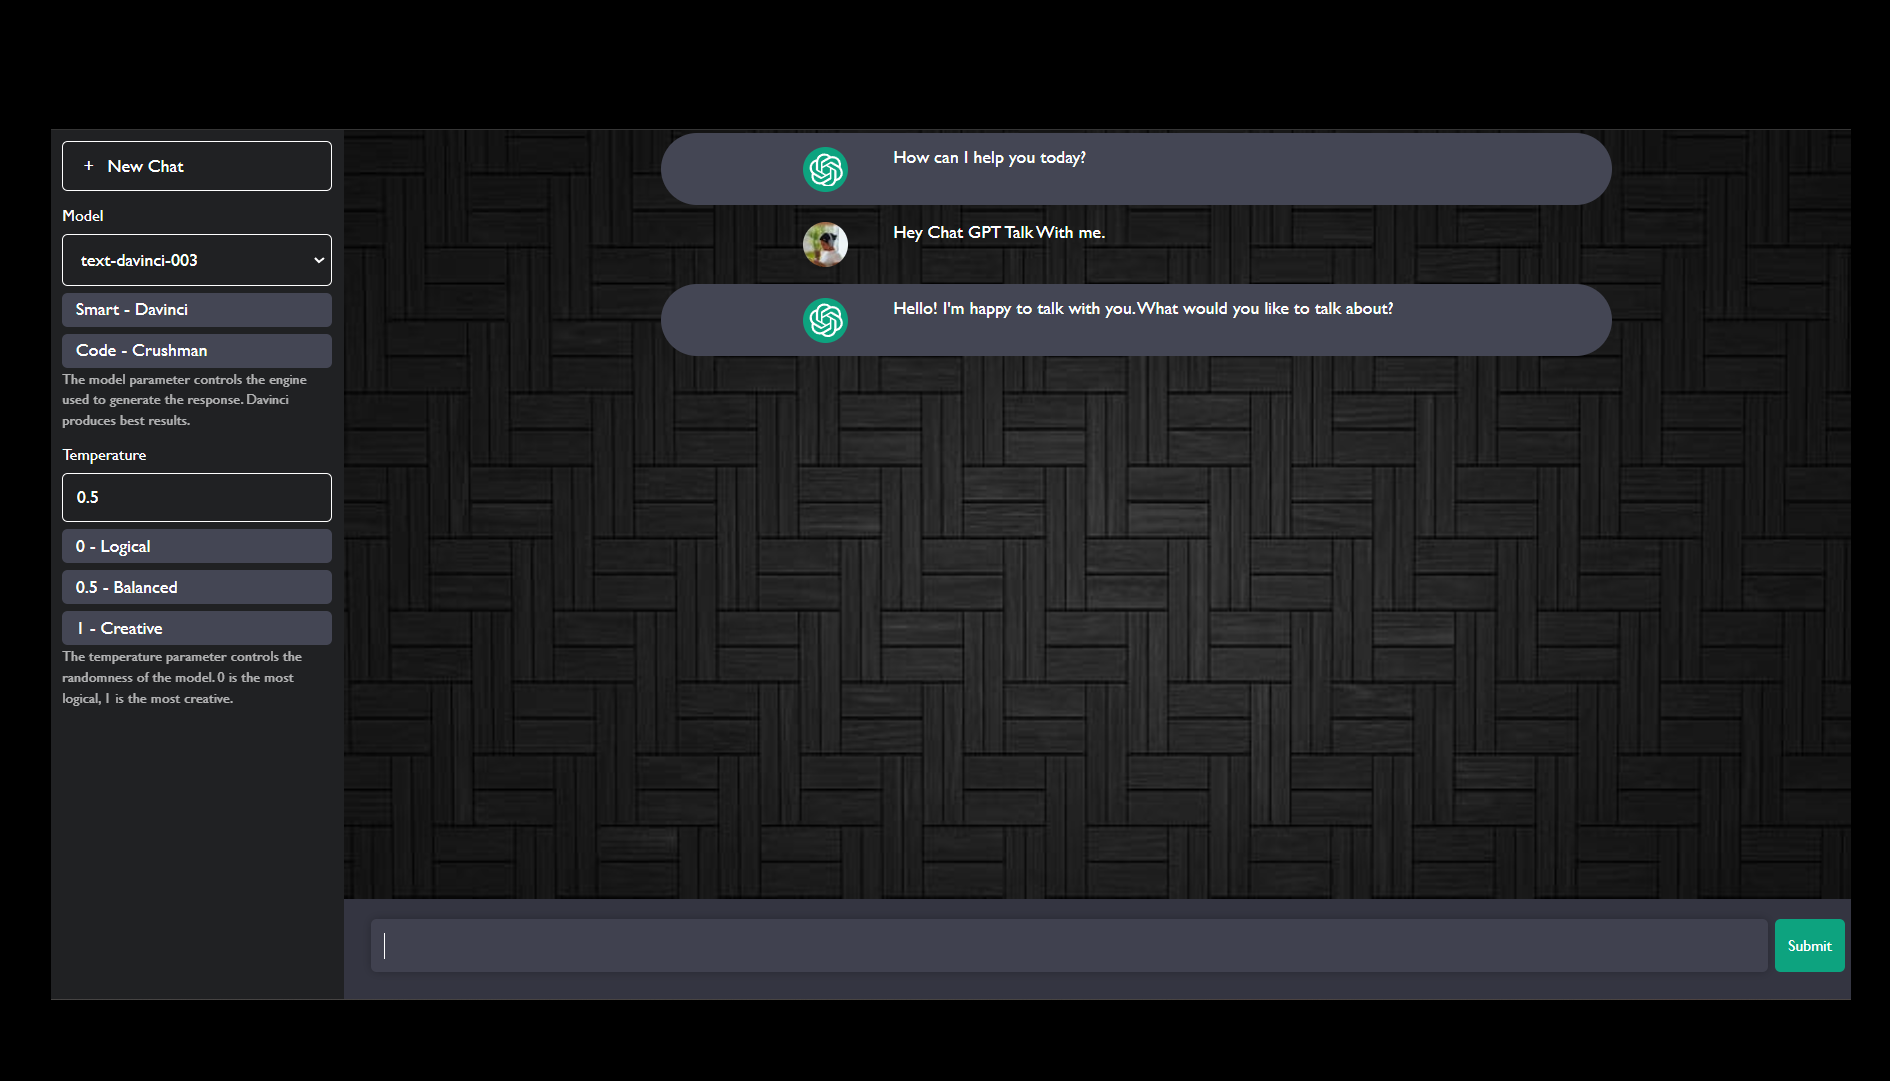 + New Chat
Model
text-davinci-003
Smart - Davinci
Code - Crushman
The model parameter controls the engine
used to generate the response. Davinci
produces best results.
Temperature
0.5
0 - Logical
0.5 - Balanced
1 - Creative
The temperature parameter controls the
randomness of the model. 0 is the most
logical, 1 is the most creative.
How can I help you today?
Hey Chat GPT Talk With me.
Hello! I'm happy to talk with you. What would you like to talk about?
Submit